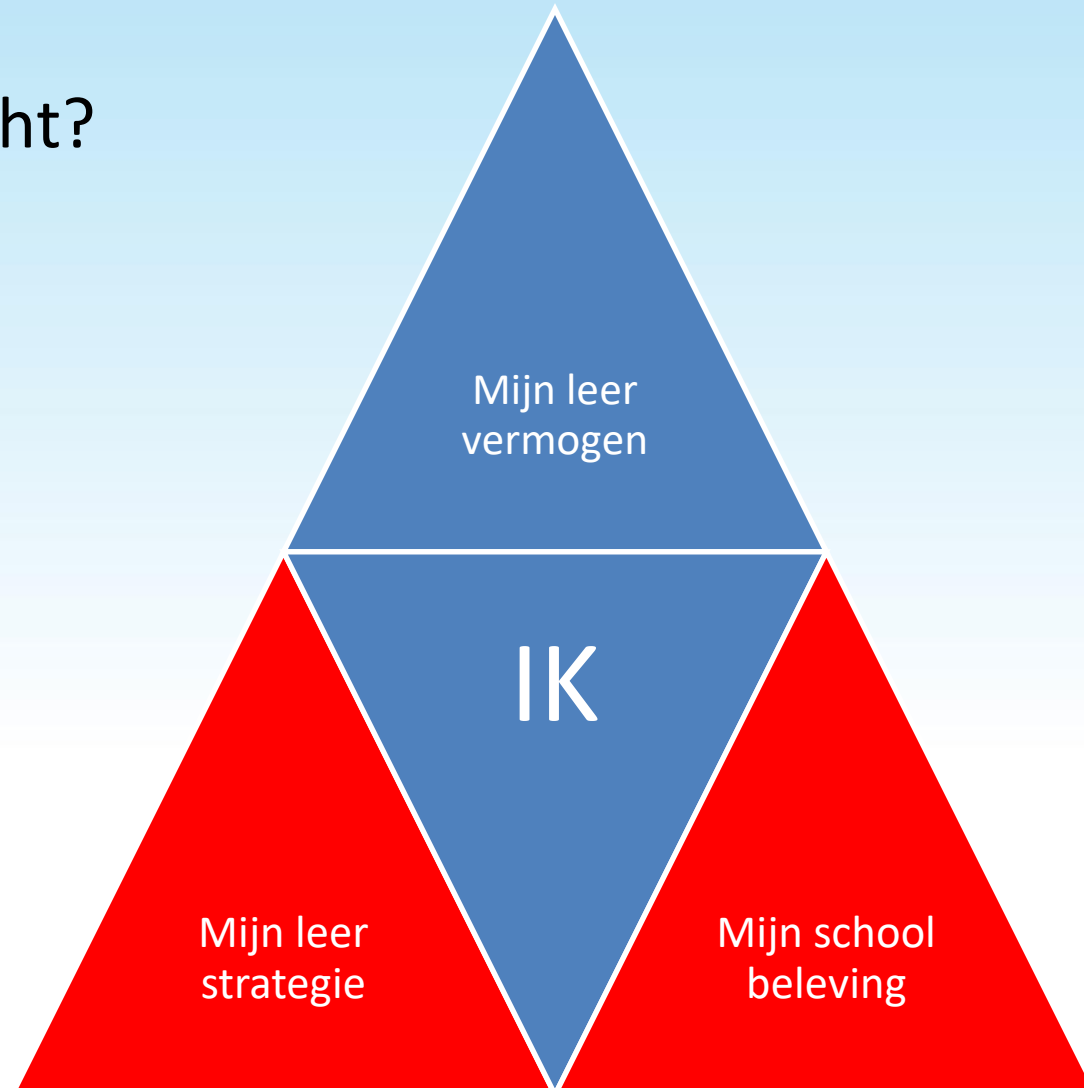 ht?
Mijn leer
vermogen
IK
Mijn leer
strategie
Mijn school
beleving